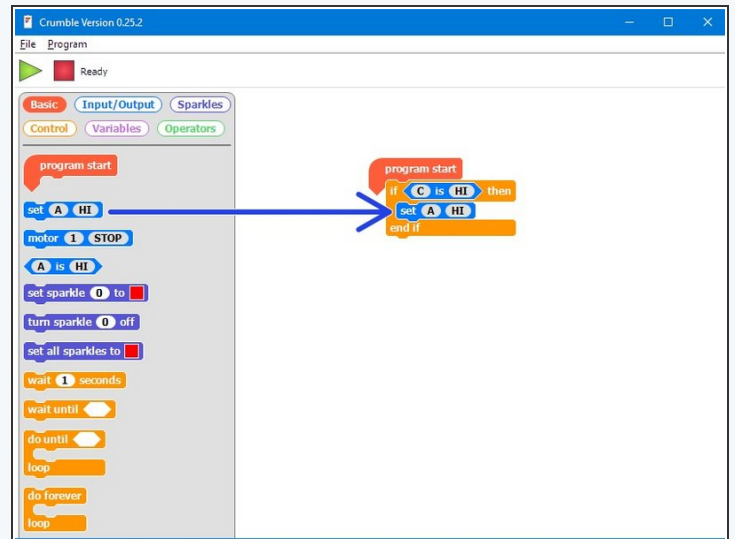 Crumble Version 0.25.2
File Program
Ready
Basic Input/Output Sparkles
Control Variables Operators
program start
set A HI
motor 1 STOP
A is HI
set sparkle 0 to
turn sparkle 0 off
set all sparkles to
wait 1 seconds
wait until
do until
loop
do forever
loop
program start
if C is HI then
set A HI
end if